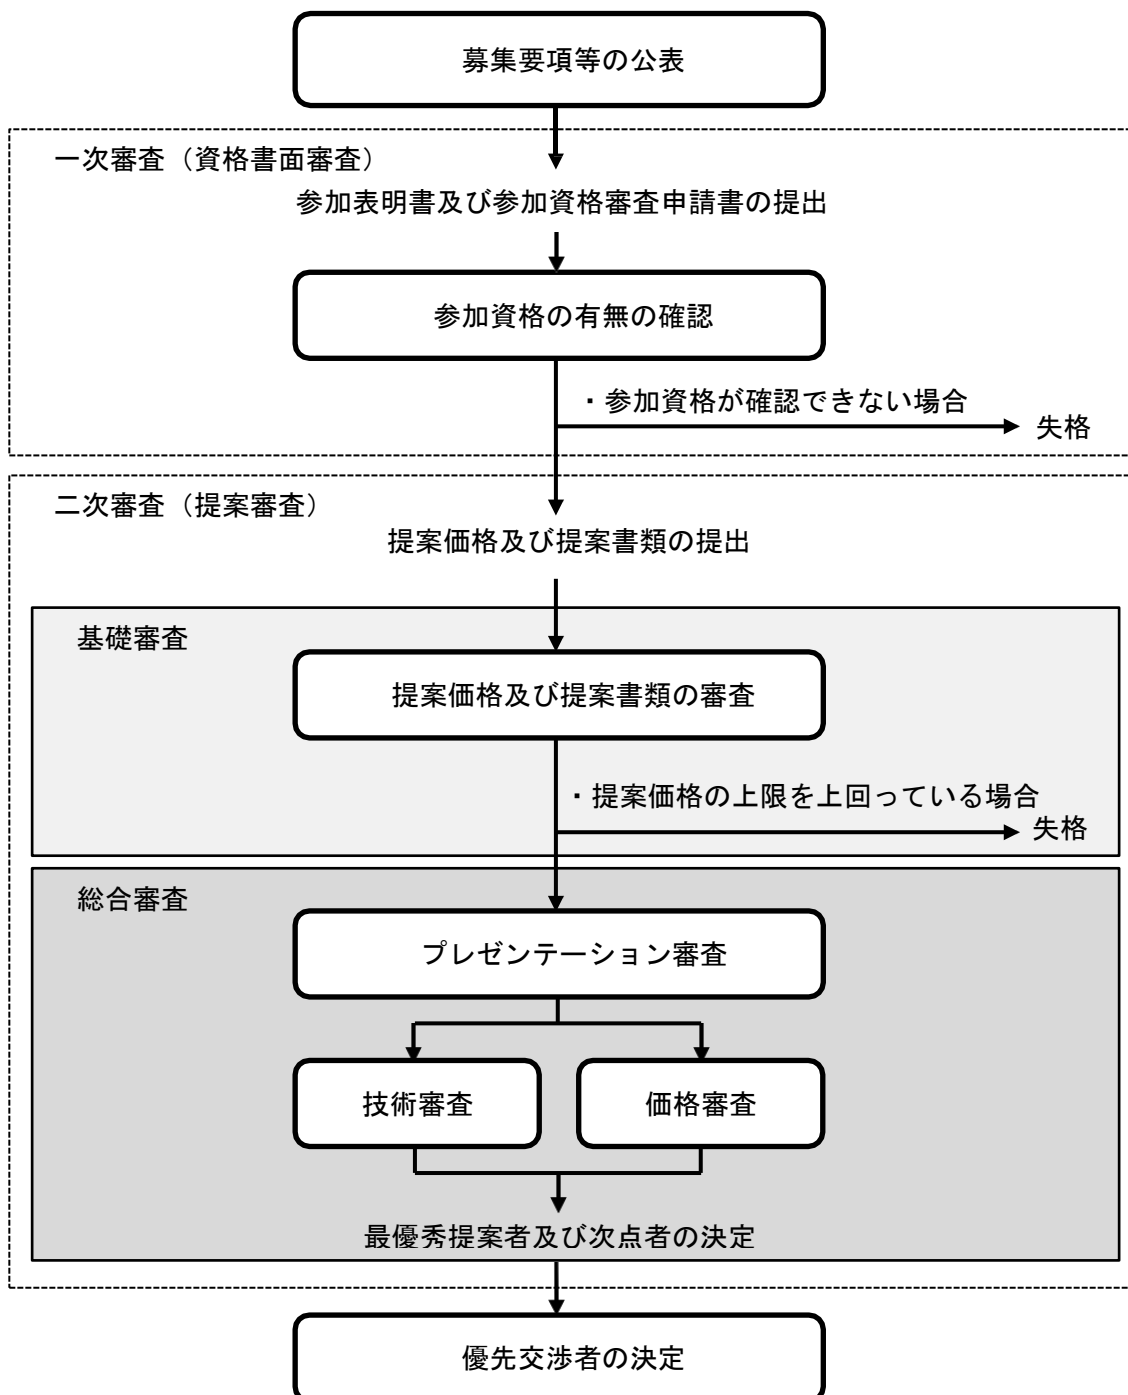 募集要項等の公表
一次審査（資格書面審査）
参加表明書及び参加資格審査申請書の提出
参加資格の有無の確認
・参加資格が確認できない場合
失格
二次審査（提案審査）
提案価格及び提案書類の提出
基礎審査
提案価格及び提案書類の審査
・提案価格の上限を上回っている場合
失格
総合審査
プレゼンテーション審査
技術審査
価格審査
最優秀提案者及び次点者の決定
優先交渉者の決定